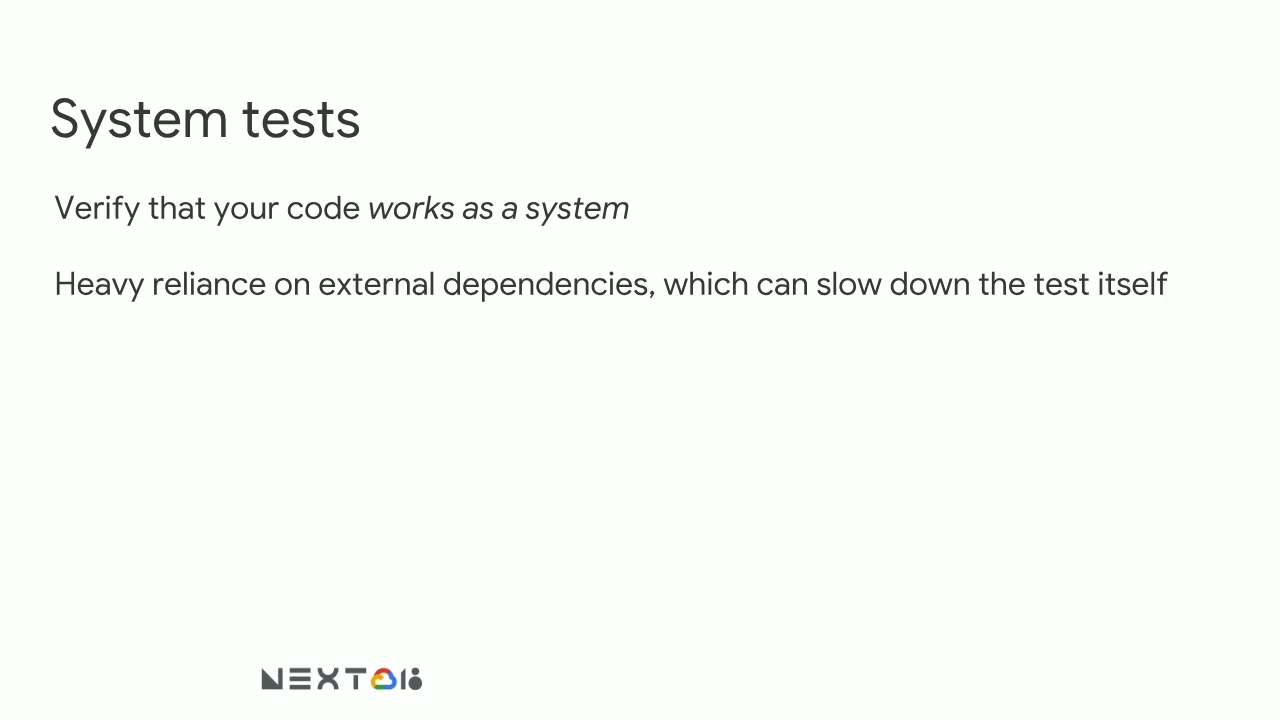 System tests
Verify that your code works as a system
Heavy reliance on external dependencies, which can slow down the test itself
NEXT 18